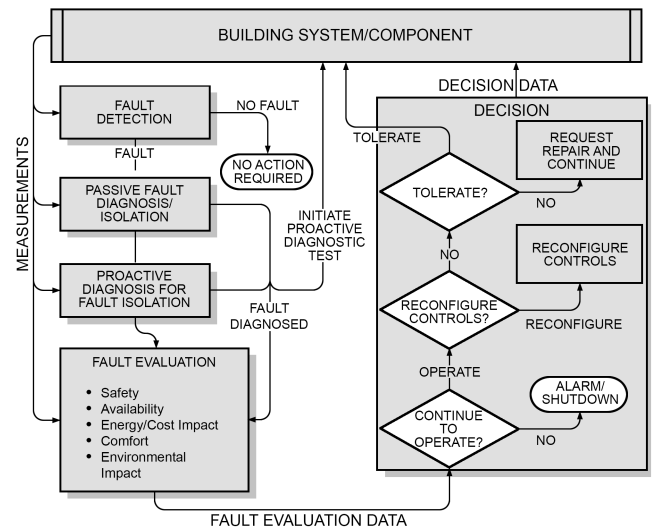 BUILDING SYSTEM/COMPONENT
MEASUREMENTS
FAULT
DETECTION
NO FAULT
NO ACTION
REQUIRED
FAULT
PASSIVE FAULT
DIAGNOSIS/
ISOLATION
PROACTIVE
DIAGNOSIS FOR
FAULT ISOLATION
INITIATE
PROACTIVE
DIAGNOSTIC
TEST
FAULT
DIAGNOSED
FAULT EVALUATION
• Safety
• Availability
• Energy/Cost Impact
• Comfort
• Environmental
Impact
FAULT EVALUATION DATA
DECISION DATA
DECISION
TOLERATE
REQUEST
REPAIR AND
CONTINUE
TOLERATE?
NO
NO
RECONFIGURE
CONTROLS
RECONFIGURE
CONTROLS?
RECONFIGURE
OPERATE
ALARM/
SHUTDOWN
CONTINUE
TO
OPERATE?
NO